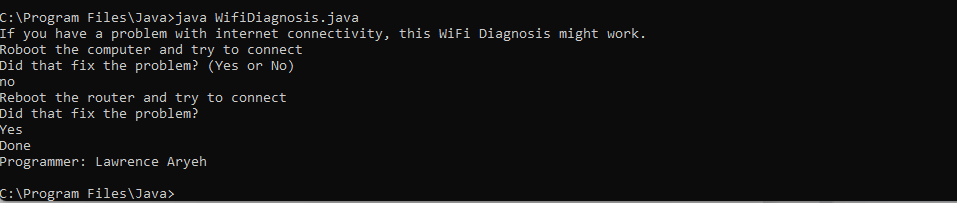 C:\Program Files\Java>java WifiDiagnosis.java
If you have a problem with internet connectivity, this WiFi Diagnosis might work.
Roboot the computer and try to connect
Did that fix the problem? (Yes or No)
no
Reboot the router and try to connect
Did that fix the problem?
Yes
Done
Programmer: Lawrence Aryeh
C:\Program Files\Java>